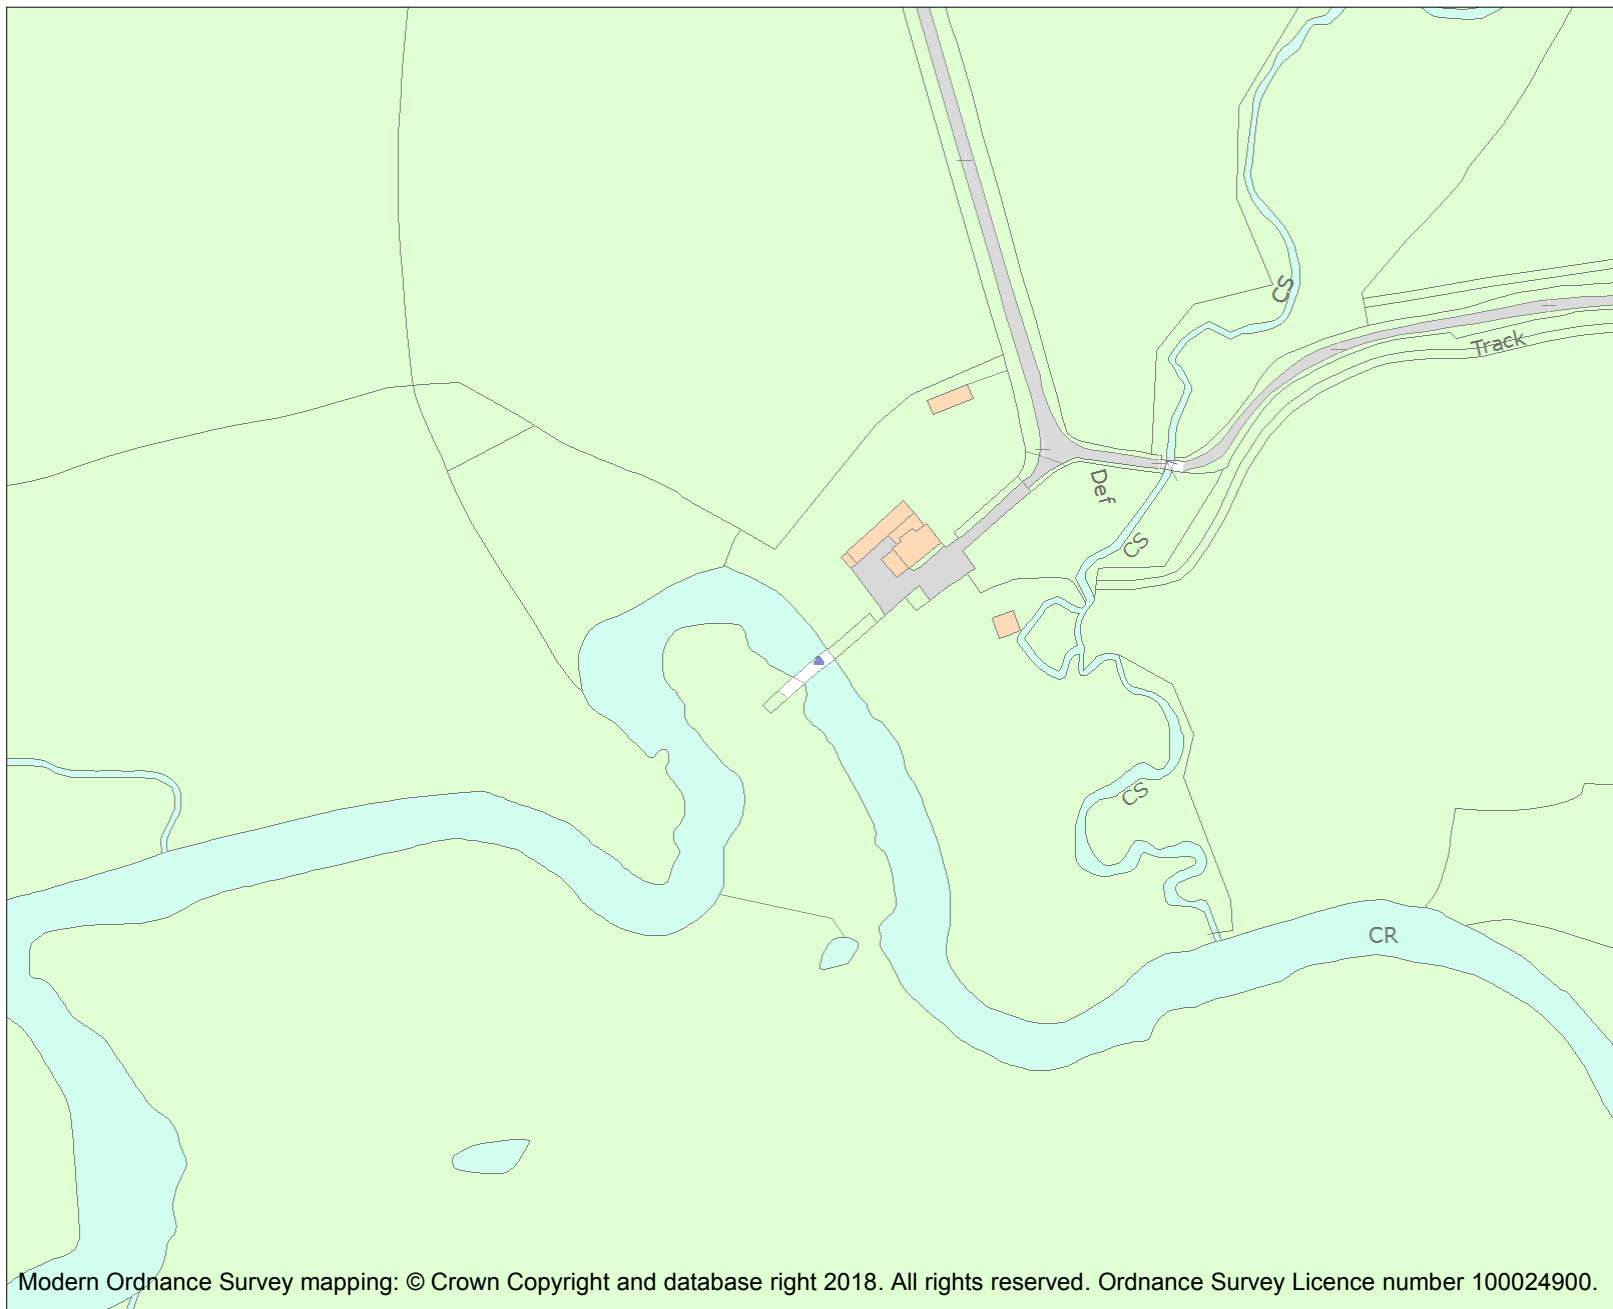 CS
Track
Def
CS
CS
CR
Modern Ordnance Survey mapping: © Crown Copyright and database right 2018. All rights reserved. Ordnance Survey Licence number 100024900.